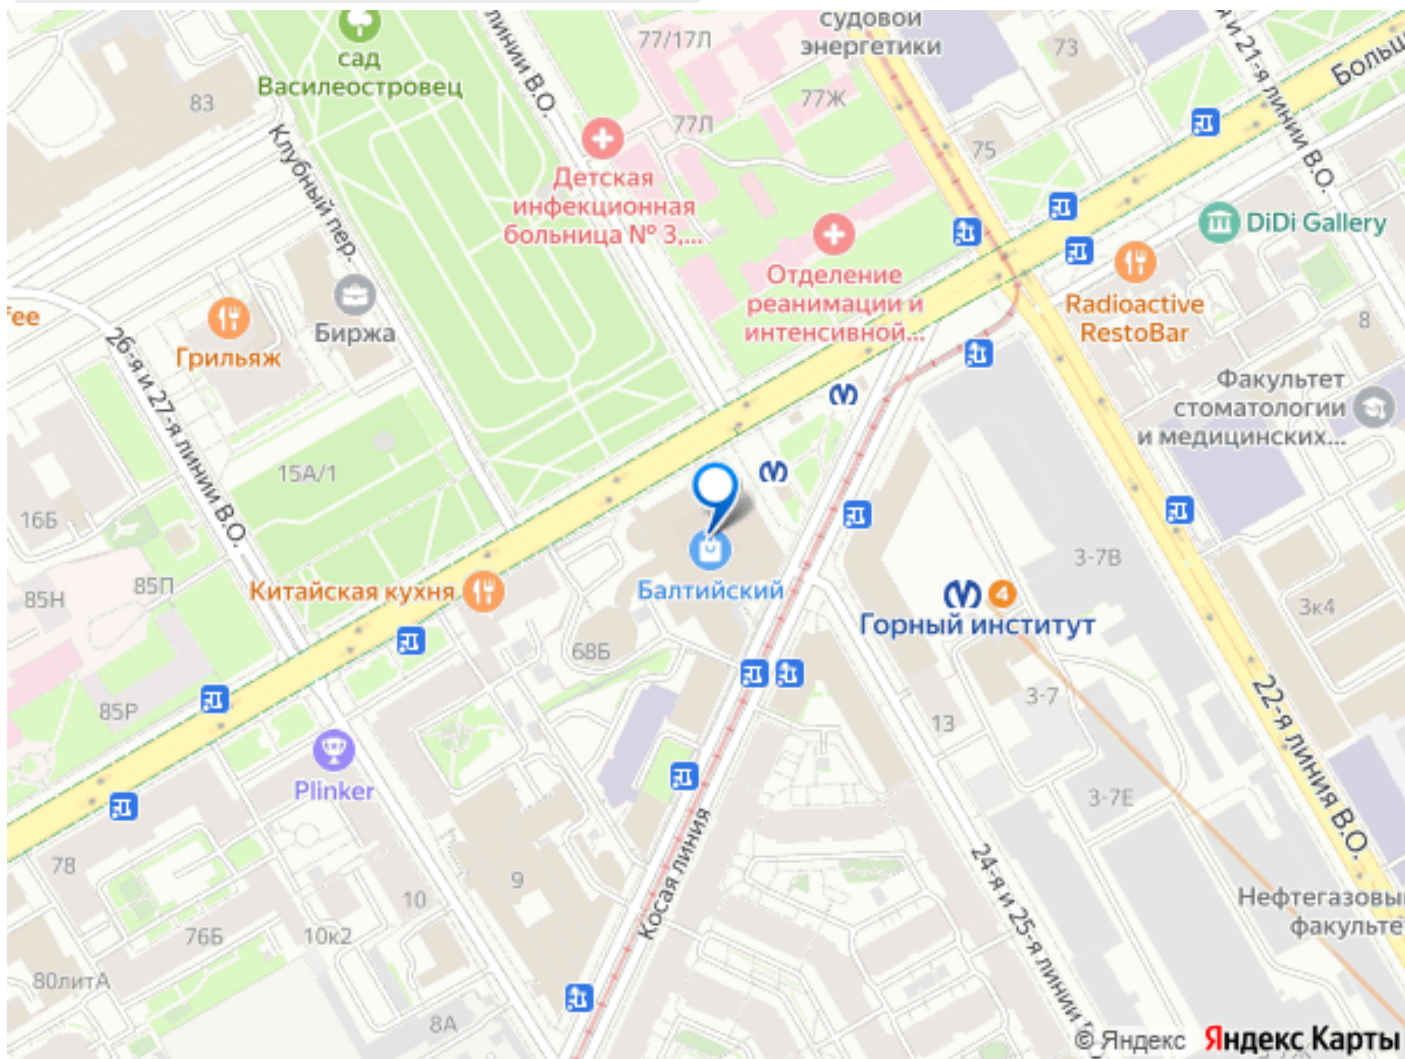 судовой
энергетики
77/17Л
73
Больш
сад
Василеостровец
линии В.О.
83
77Ж
77Л
75
и 21-я линии В.О.
Клубный пер.
Детская
инфекционная
больница № 3,...
DiDi Gallery
Отделение
реанимации и
интенсивной...
Radioactive
RestoBar
fee
Биржа
Грильяж
8
26-я и 27-я линии В.О.
Факультет
стоматологии
и медицинских...
15А/1
16Б
3-7В
85П
85Н
Китайская кухня
Балтийский
4
Горный институт
3к4
68Б
3-7
85Р
13
22-я линия В.О.
Plinker
3-7Е
78
Косая линия
24-я и 25-я линии
9
10
Нефтегазовы
факульте
76Б
10к2
80литА
8А
© Яндекс Яндекс Карты